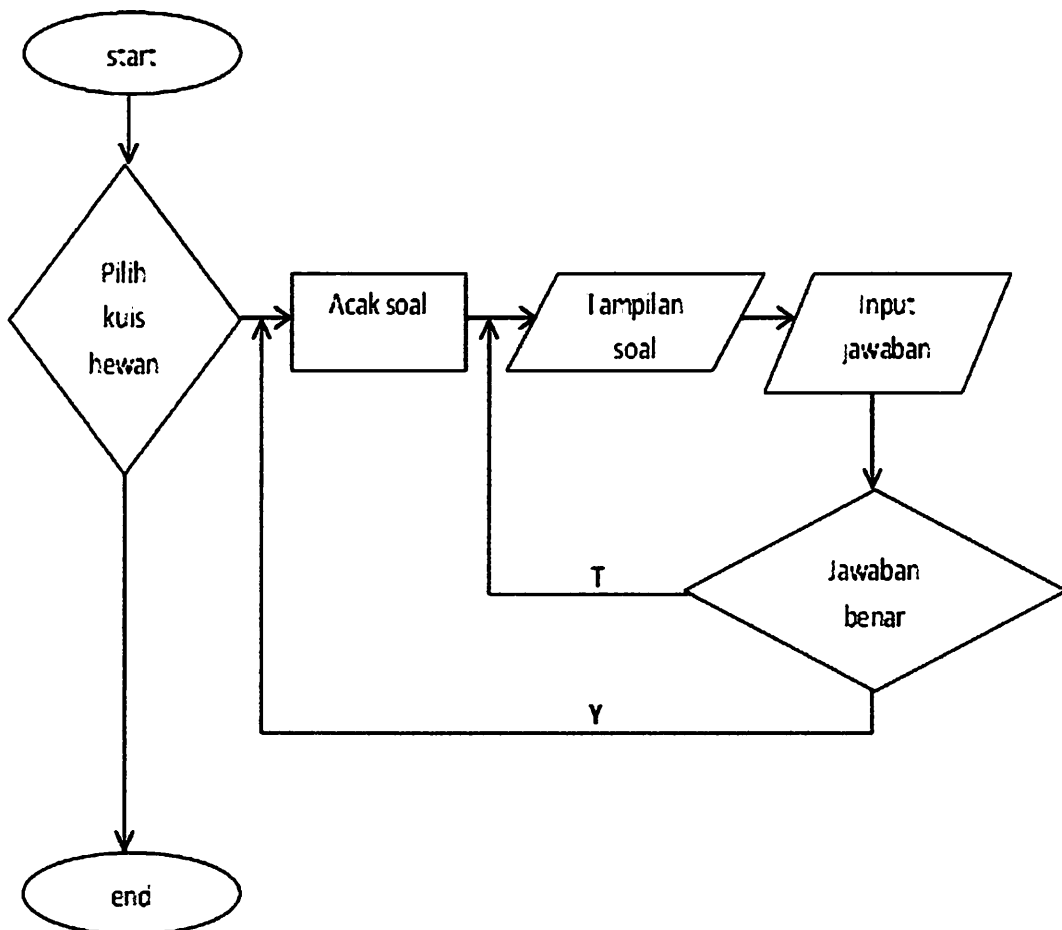 start
Pilih
kuis
hewan
Acak soal
Tampilan
soal
Input
jawaban
Jawaban
benar
T
Y
end